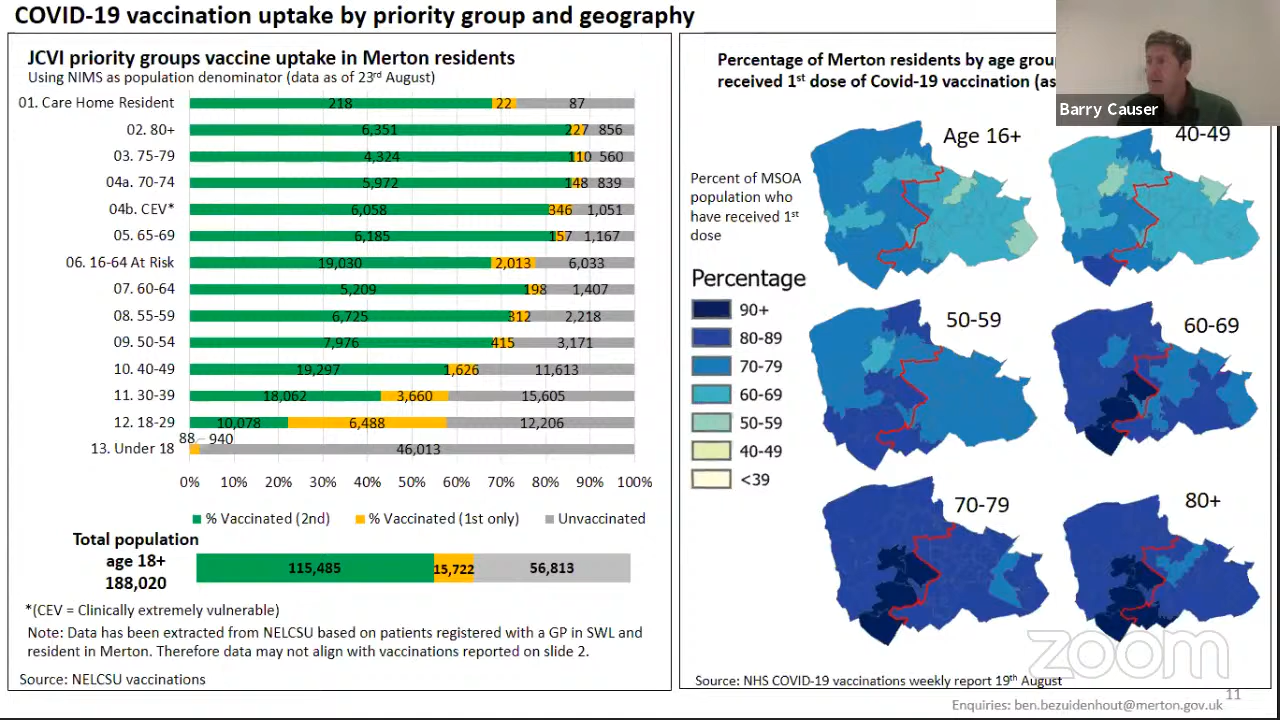 COVID-19 vaccination uptake by priority group and geography
JCVI priority groups vaccine uptake in Merton residents
Using NIMS as population denominator (data as of 23rd August)
01. Care Home Resident 218 22 87
02. 80+ 6,351 227 856
03. 75-79 4,324 110 560
04a. 70-74 5,972 148 839
04b. CEV* 6,058 346 1,051
05. 65-69 6,185 157 1,167
06. 16-64 At Risk 19,030 2,013 6,033
07. 60-64 5,209 198 1,407
08. 55-59 6,725 312 2,218
09. 50-54 7,976 415 3,171
10. 40-49 19,297 1,626 11,613
11. 30-39 18,062 3,660 15,605
12. 18-29 10,078 6,488 12,206
13. Under 18 88 940 46,013
0% 10% 20% 30% 40% 50% 60% 70% 80% 90% 100%
% Vaccinated (2nd) % Vaccinated (1st only) Unvaccinated
Total population
age 18+
188,020
115,485 15,722 56,813
*(CEV = Clinically extremely vulnerable)
Note: Data has been extracted from NELCSU based on patients registered with a GP in SWL and
resident in Merton. Therefore data may not align with vaccinations reported on slide 2.
Source: NELCSU vaccinations
Percentage of Merton residents by age
received 1st dose of Covid-19 vaccination
Barry Causer
Age 16+
40-49
Percent of MSOA
population who
have received 1st
dose
Percentage
90+
80-89
70-79
60-69
50-59
40-49
<39
50-59
60-69
70-79
80+
zoom
Source: NHS COVID-19 vaccinations weekly report 19th August
11
Enquiries: ben.bezuidenhout@merton.gov.uk